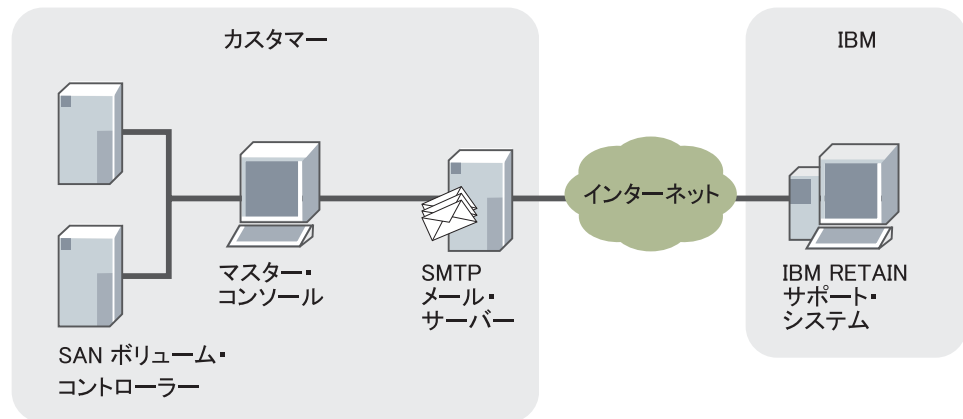 カスタマー
IBM
インターネット
マスター・
コンソール
SMTP
メール・
サーバー
IBM RETAIN
サポート・
システム
SAN ボリューム・
コントローラー